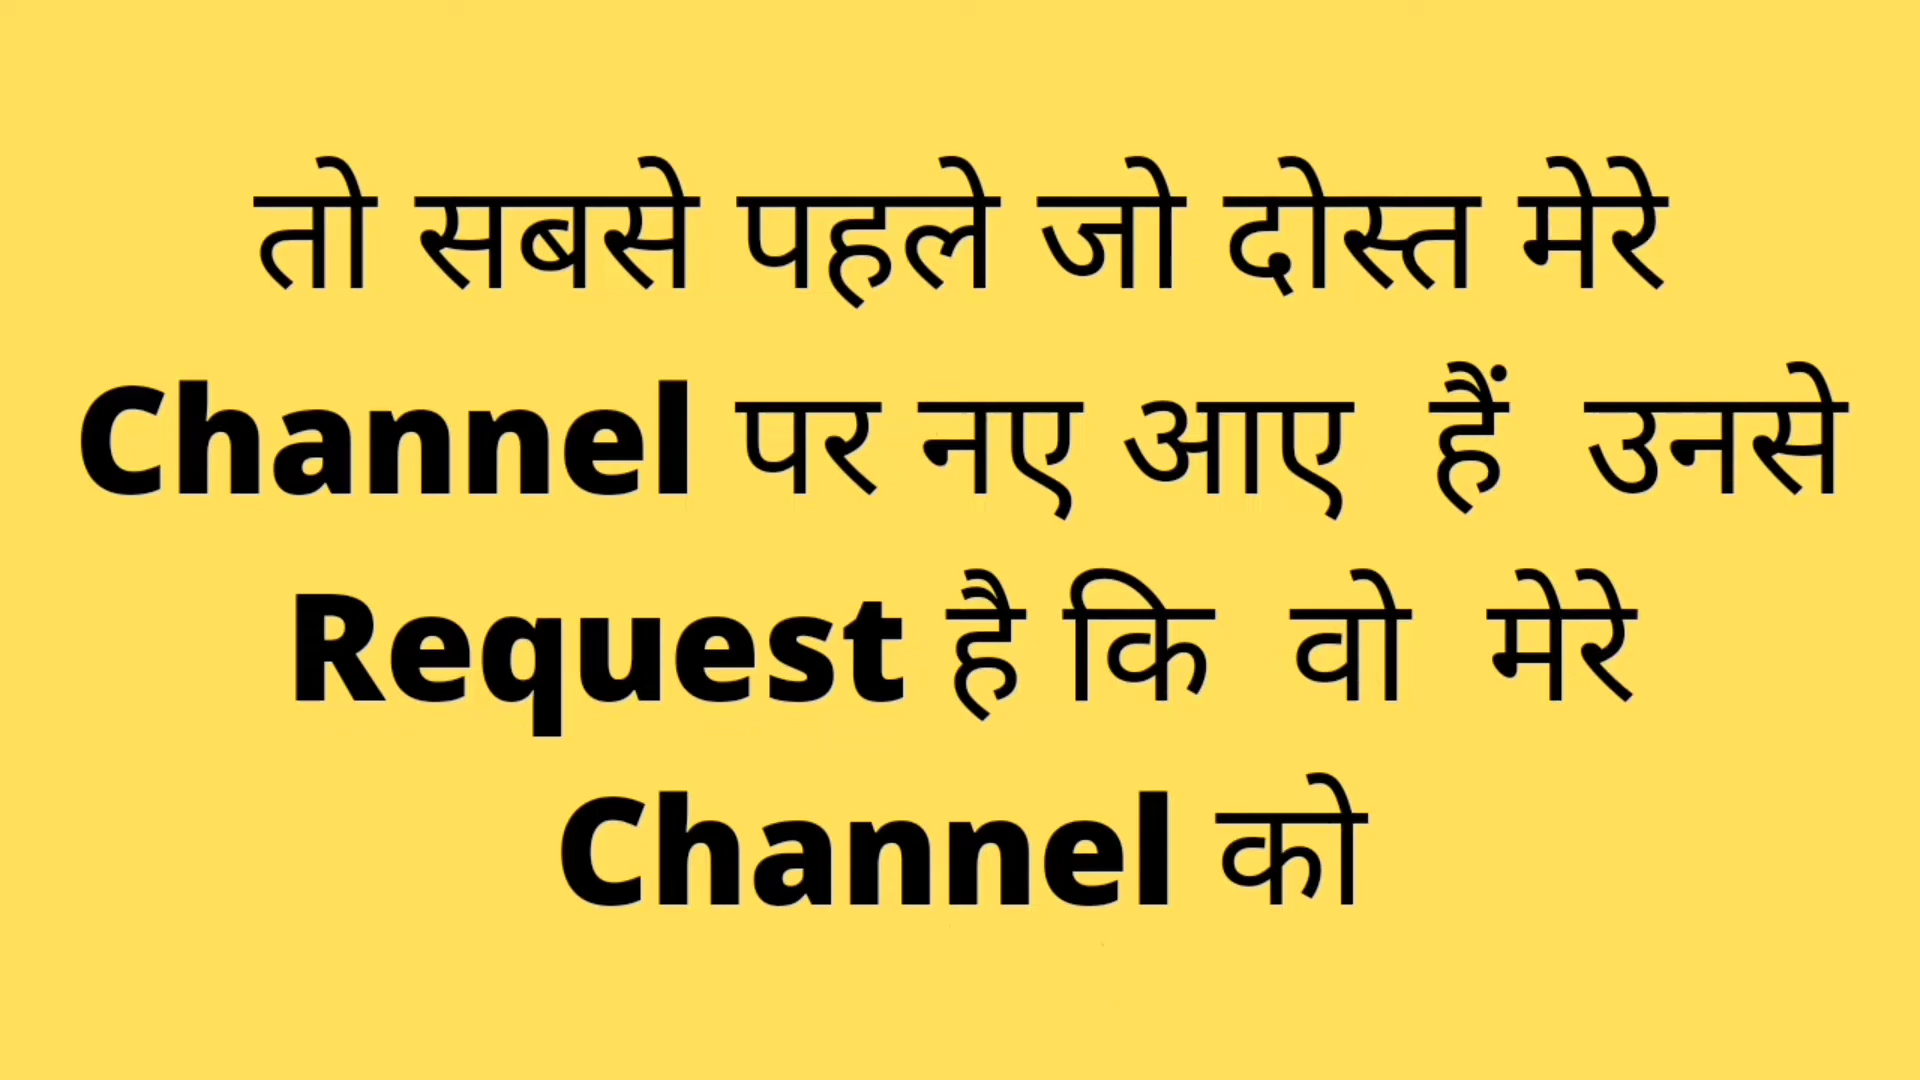 तो सबसे पहले जो दोस्त मेरे
Channel पर नए आए हैं उनसे
Request है कि वो मेरे
Channel को